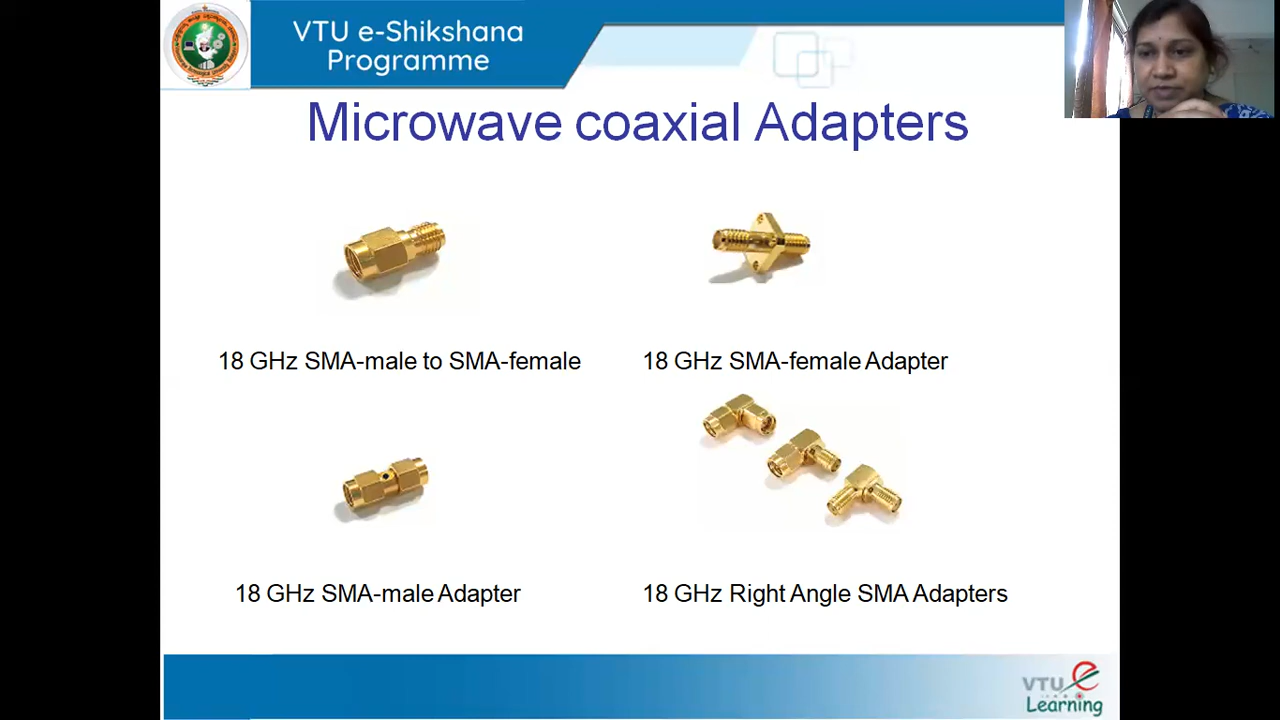 VTU e-Shikshana
Programme
Microwave coaxial Adapters
18 GHz SMA-male to SMA-female
18 GHz SMA-female Adapter
18 GHz SMA-male Adapter
18 GHz Right Angle SMA Adapters
VTU e
Learning